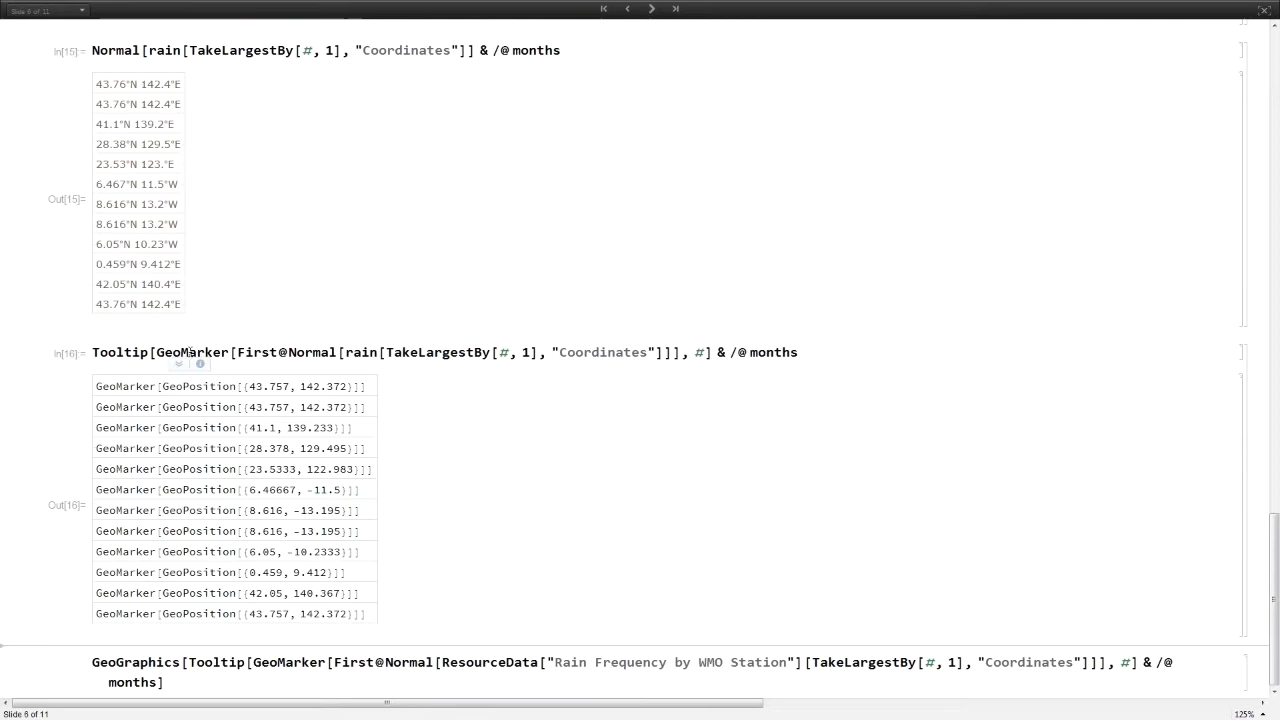 Slide 6 of 11
In[15]:= Normal[rain[TakeLargestBy[#, 1], "Coordinates"]] & /@ months
43.76°N 142.4°E
43.76°N 142.4°E
41.1°N 139.2°E
28.38°N 129.5°E
23.53°N 123.°E
6.467°N 11.5°W
Out[15]=
8.616°N 13.2°W
8.616°N 13.2°W
6.05°N 10.23°W
0.459°N 9.412°E
42.05°N 140.4°E
43.76°N 142.4°E
In[16]:= Tooltip[GeoMarker[First@Normal[rain[TakeLargestBy[#, 1], "Coordinates"]]], #] & /@ months
GeoMarker[GeoPosition[{43.757, 142.372}]]
GeoMarker[GeoPosition[{43.757, 142.372}]]
GeoMarker[GeoPosition[{41.1, 139.233}]]
GeoMarker[GeoPosition[{28.378, 129.495}]]
GeoMarker[GeoPosition[{23.5333, 122.983}]]
GeoMarker[GeoPosition[{6.46667, -11.5}]]
Out[16]=
GeoMarker[GeoPosition[{8.616, -13.195}]]
GeoMarker[GeoPosition[{8.616, -13.195}]]
GeoMarker[GeoPosition[{6.05, -10.2333}]]
GeoMarker[GeoPosition[{0.459, 9.412}]]
GeoMarker[GeoPosition[{42.05, 140.367}]]
GeoMarker[GeoPosition[{43.757, 142.372}]]
GeoGraphics[Tooltip[GeoMarker[First@Normal[ResourceData["Rain Frequency by WMO Station"][TakeLargestBy[#, 1], "Coordinates"]]], #] & /@
months]
Slide 6 of 11
125%